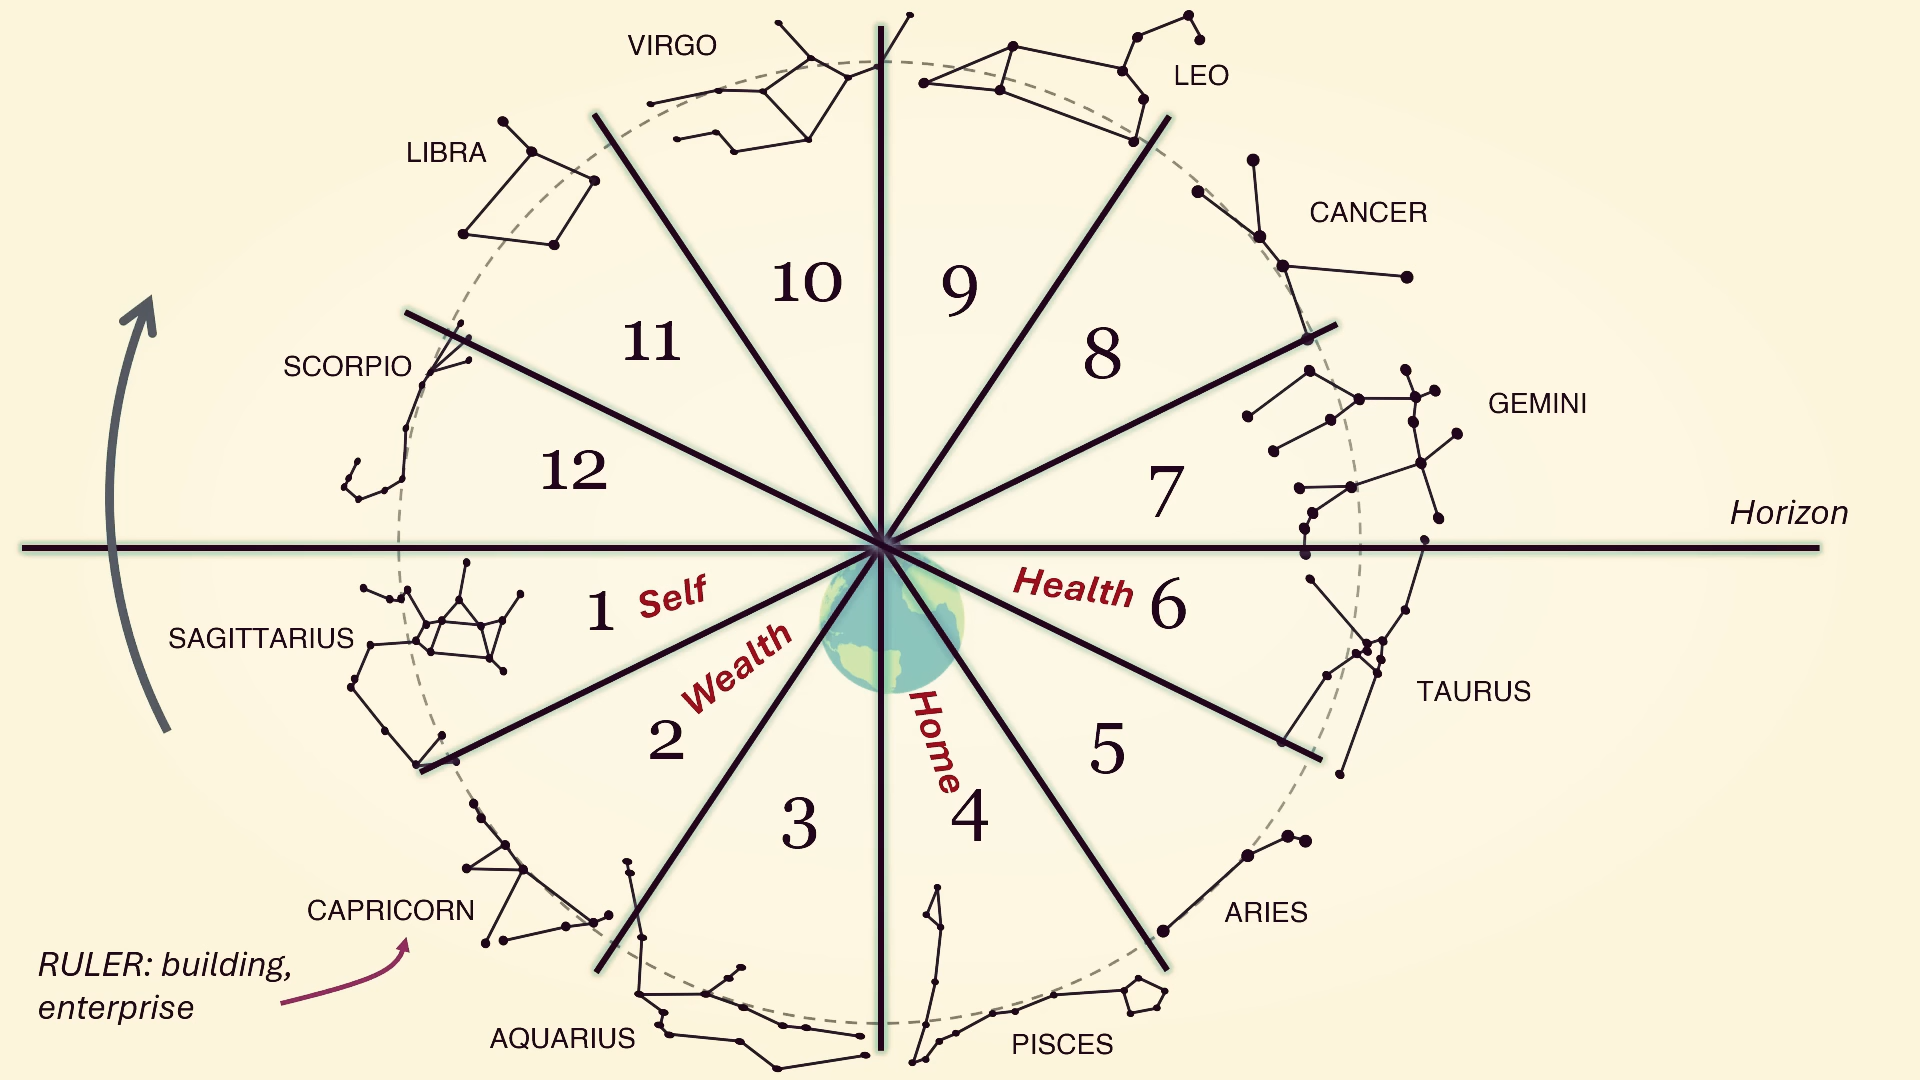 VIRGO
LEO
LIBRA
CANCER
10
9
11
8
SCORPIO
GEMINI
12
7
Horizon
1 Self
Health 6
SAGITTARIUS
Wealth
2
TAURUS
Home
5
3
4
CAPRICORN
ARIES
RULER: building,
enterprise
AQUARIUS
PISCES